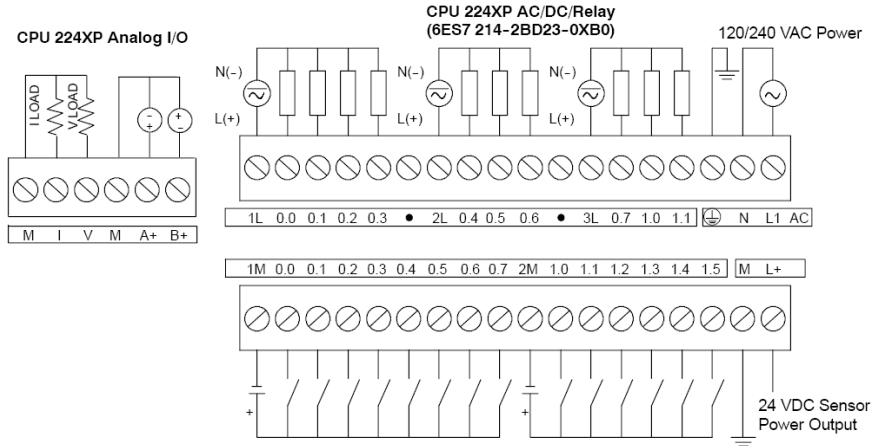 CPU 224XP Analog I/O
I LOAD
V LOAD
M I V M A+ B+
CPU 224XP AC/DC/Relay
(6ES7 214-2BD23-0XB0)
120/240 VAC Power
N(-) N(-) N(-)
L(+) L(+) L(+)
1L 0.0 0.1 0.2 0.3 • 2L 0.4 0.5 0.6 • 3L 0.7 1.0 1.1 N L1 AC
1M 0.0 0.1 0.2 0.3 0.4 0.5 0.6 0.7 2M 1.0 1.1 1.2 1.3 1.4 1.5 M L+
24 VDC Sensor
Power Output